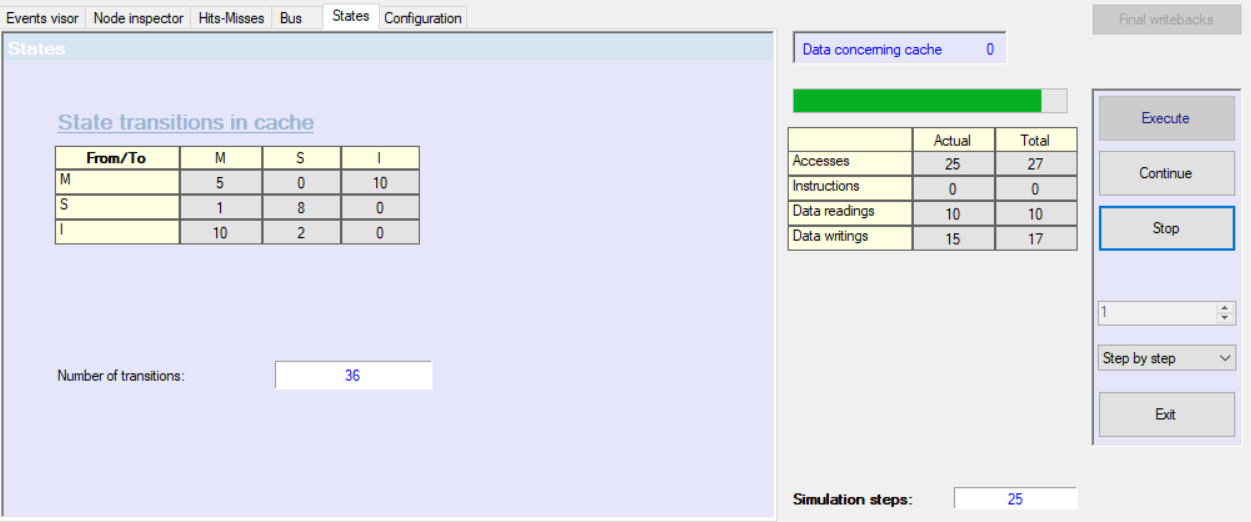 Events visor Node inspector Hits-Misses Bus States Configuration
Final writebacks
States
Data concerning cache 0
State transitions in cache
From/To M S I
M 5 0 10
S 1 8 0
I 10 2 0
Number of transitions: 36
Actual Total
Accesses 25 27
Instructions 0 0
Data readings 10 10
Data writings 15 17
Simulation steps: 25
Execute
Continue
Stop
1
Step by step
Exit